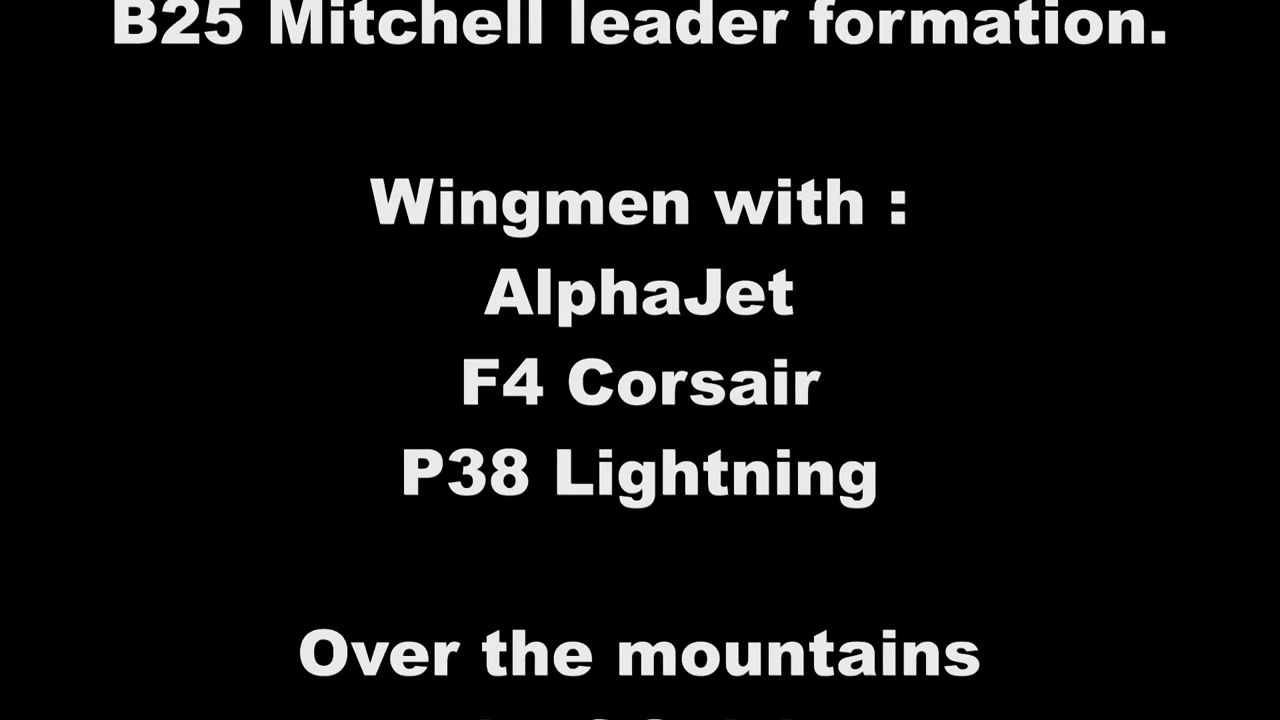 B25 Mitchell leader formation.
Wingmen with :
AlphaJet
F4 Corsair
P38 Lightning
Over the mountains